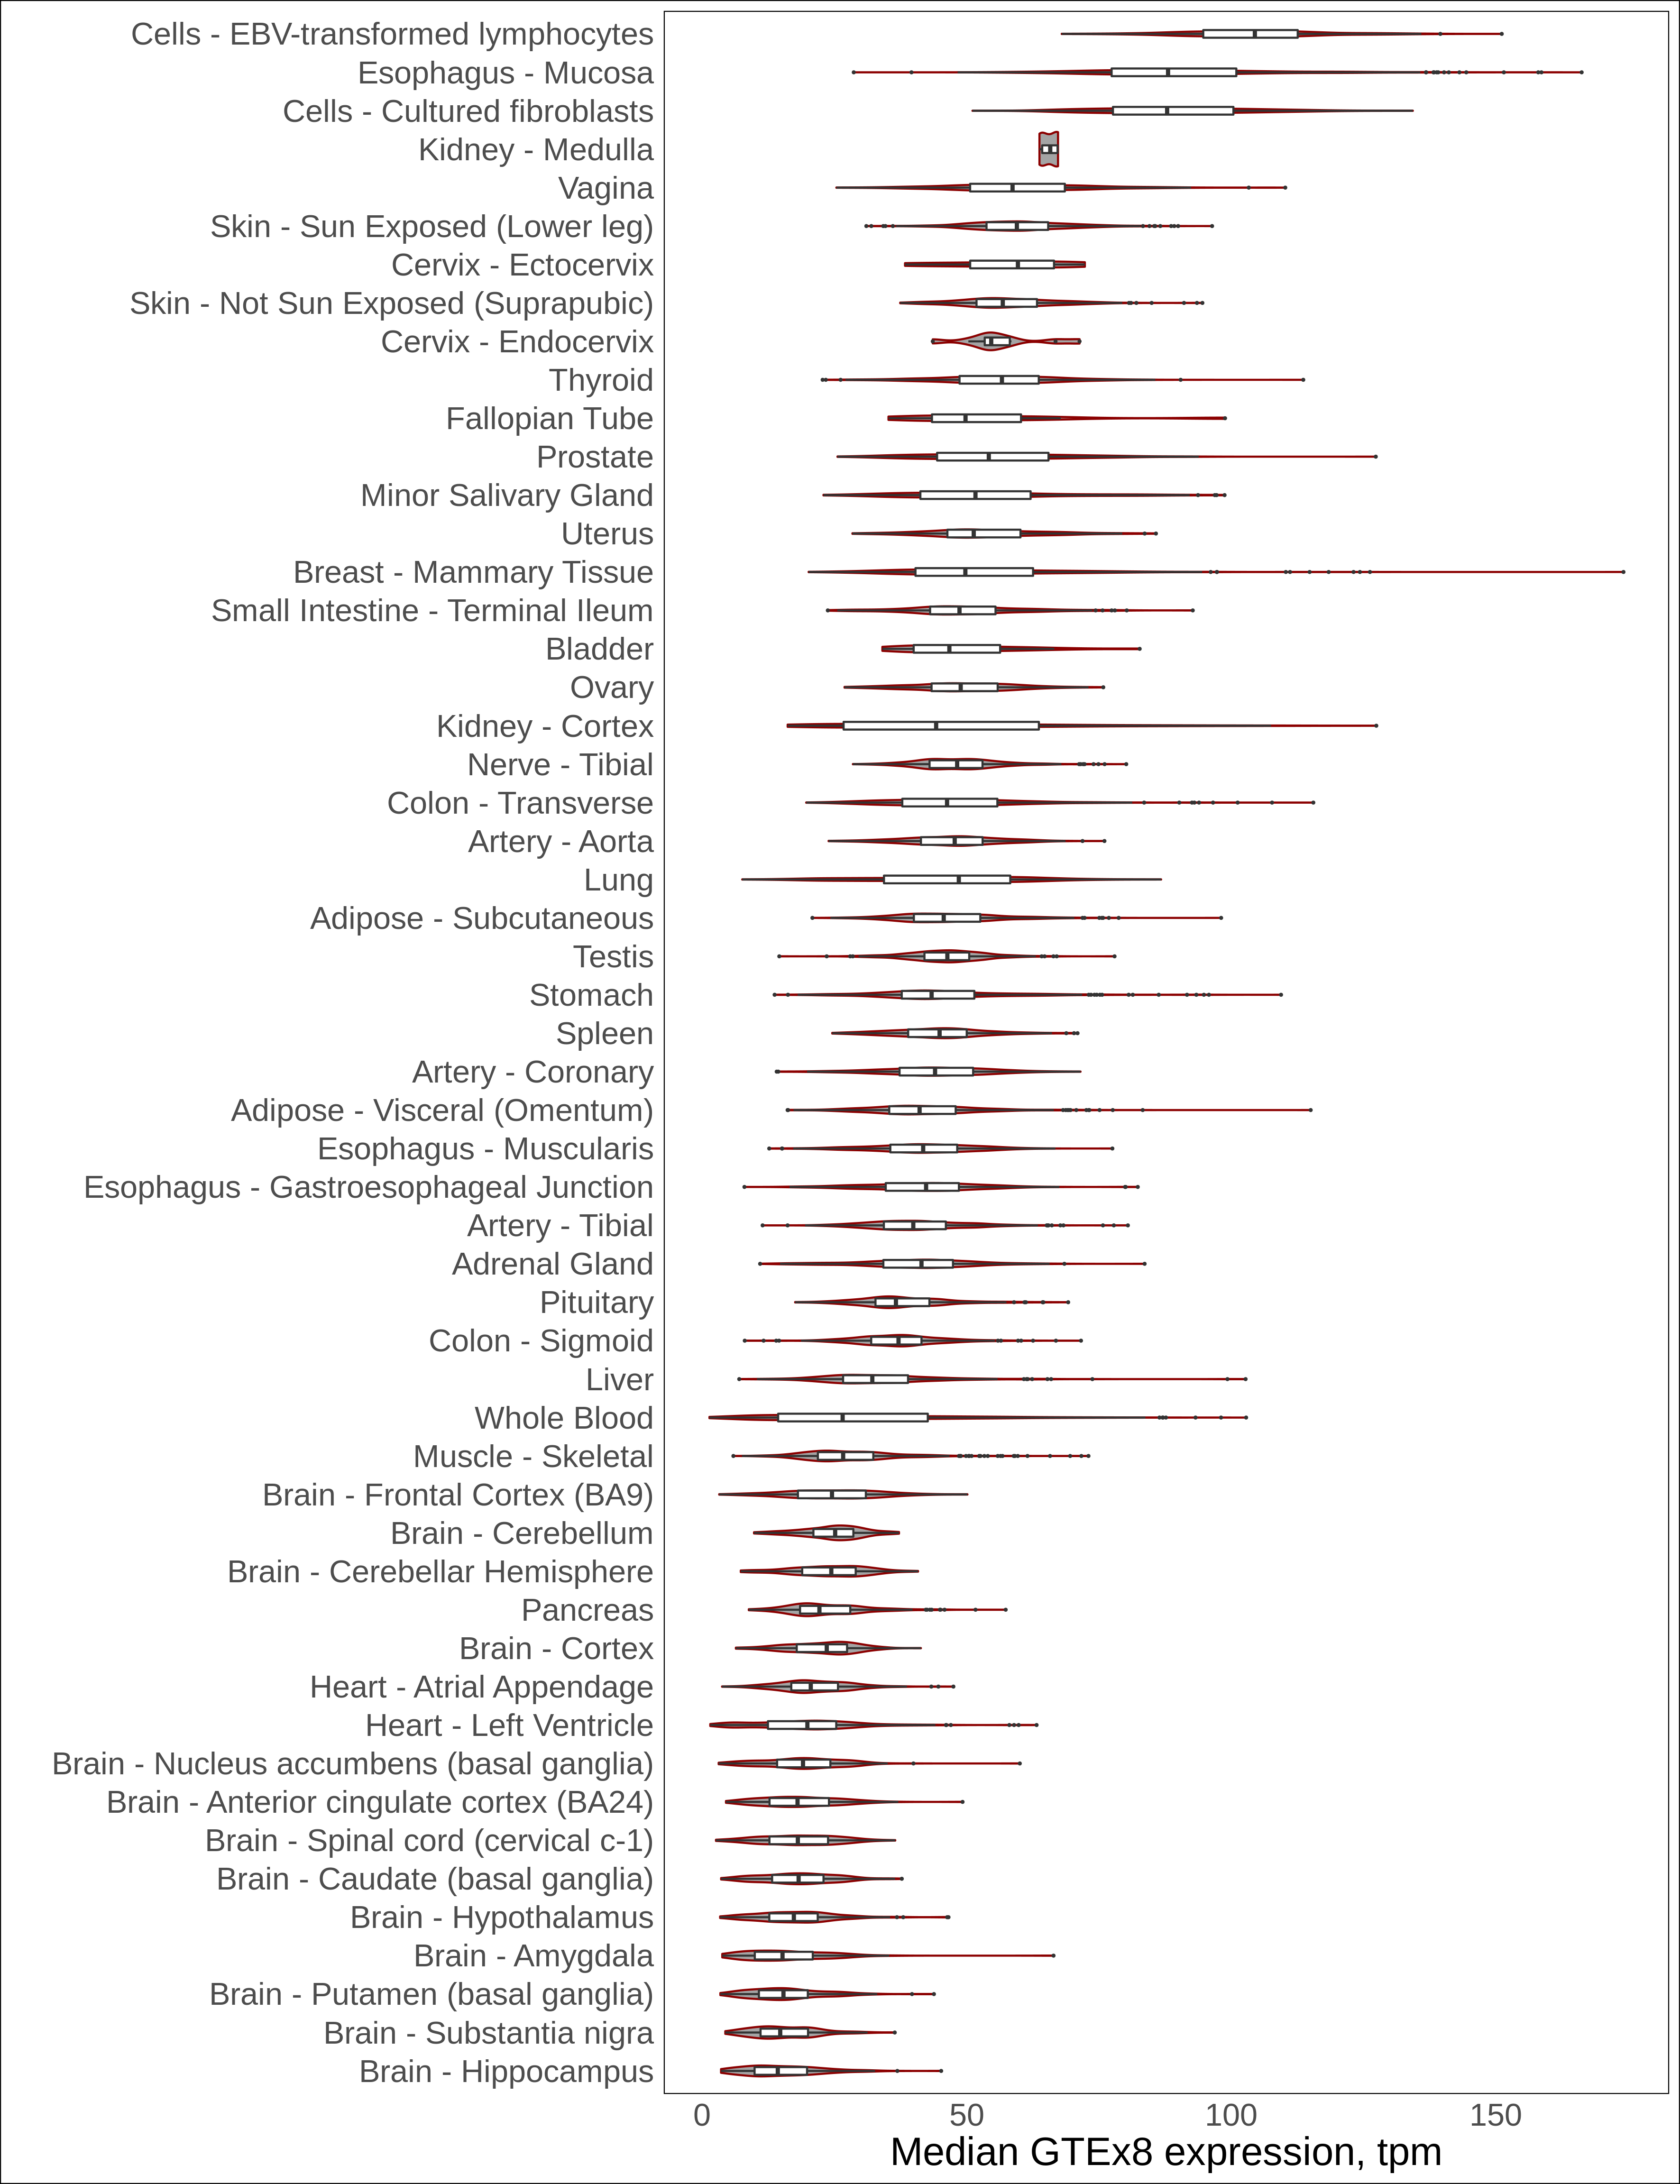 Cells - EBV-transformed lymphocytes
Esophagus - Mucosa
Cells - Cultured fibroblasts
Kidney - Medulla
Vagina
Skin - Sun Exposed (Lower leg)
Cervix - Ectocervix
Skin - Not Sun Exposed (Suprapubic)
Cervix - Endocervix
Thyroid
Fallopian Tube
Prostate
Minor Salivary Gland
Uterus
Breast - Mammary Tissue
Small Intestine - Terminal Ileum
Bladder
Ovary
Kidney - Cortex
Nerve - Tibial
Colon - Transverse
Artery - Aorta
Lung
Adipose - Subcutaneous
Testis
Stomach
Spleen
Artery - Coronary
Adipose - Visceral (Omentum)
Esophagus - Muscularis
Esophagus - Gastroesophageal Junction
Artery - Tibial
Adrenal Gland
Pituitary
Colon - Sigmoid
Liver
Whole Blood
Muscle - Skeletal
Brain - Frontal Cortex (BA9)
Brain - Cerebellum
Brain - Cerebellar Hemisphere
Pancreas
Brain - Cortex
Heart - Atrial Appendage
Heart - Left Ventricle
Brain - Nucleus accumbens (basal ganglia)
Brain - Anterior cingulate cortex (BA24)
Brain - Spinal cord (cervical c-1)
Brain - Caudate (basal ganglia)
Brain - Hypothalamus
Brain - Amygdala
Brain - Putamen (basal ganglia)
Brain - Substantia nigra
Brain - Hippocampus
0 50 100 150
Median GTEx8 expression, tpm